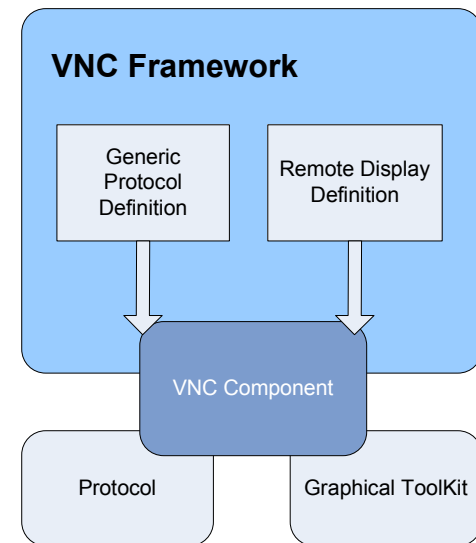 VNC Framework
Generic
Protocol
Definition
Remote Display
Definition
VNC Component
Protocol
Graphical ToolKit